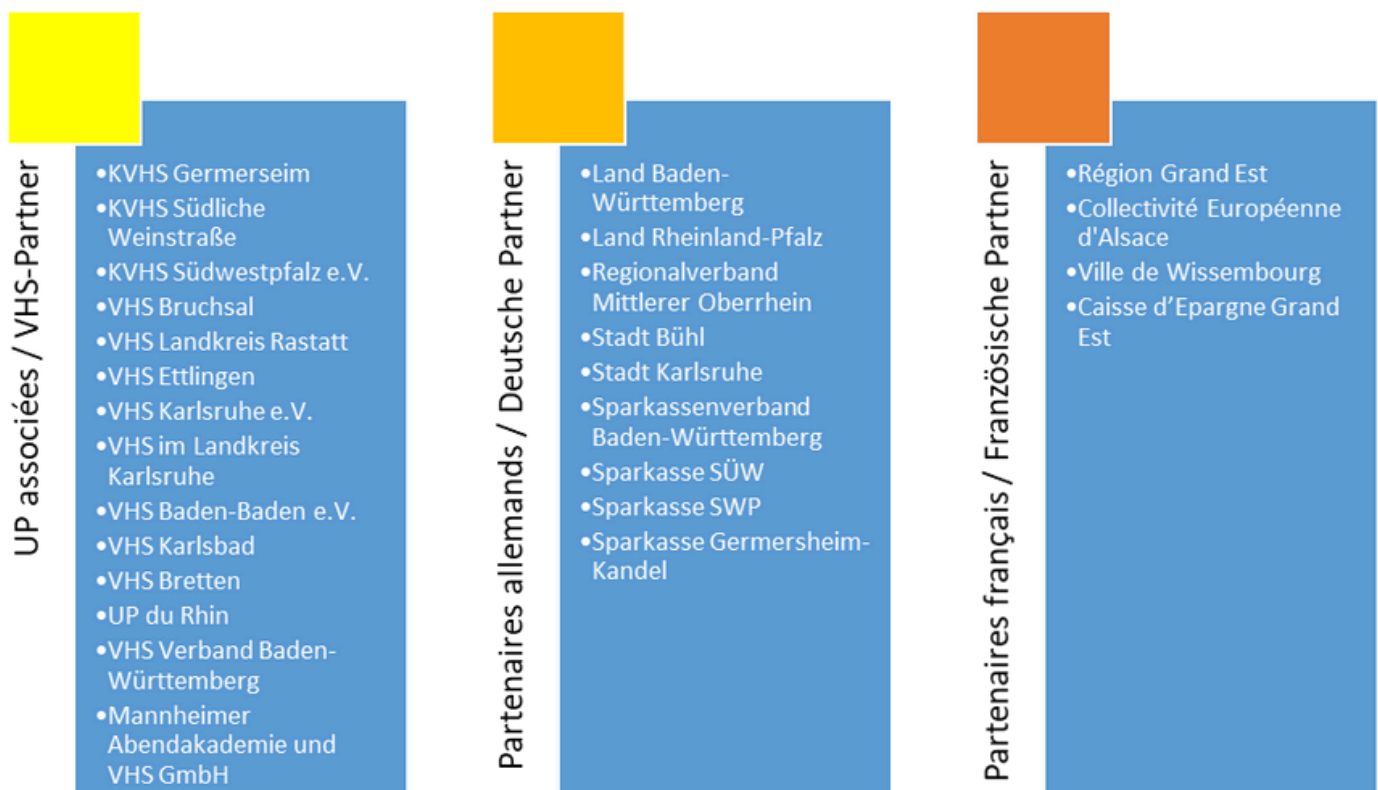 UP associées / VHS-Partner
•KVHS Germerseim
•KVHS Südliche
Weinstraße
•KVHS Südwestpfalz e.V.
•VHS Bruchsal
•VHS Landkreis Rastatt
•VHS Ettlingen
•VHS Karlsruhe e.V.
•VHS im Landkreis
Karlsruhe
•VHS Baden-Baden e.V.
•VHS Karlsbad
•VHS Bretten
•UP du Rhin
•VHS Verband Baden-
Württemberg
•Mannheimer
Abendakademie und
VHS GmbH
Partenaires allemands / Deutsche Partner
•Land Baden-
Württemberg
•Land Rheinland-Pfalz
•Regionalverband
Mittlerer Oberrhein
•Stadt Bühl
•Stadt Karlsruhe
•Sparkassenverband
Baden-Württemberg
•Sparkasse SÜW
•Sparkasse SWP
•Sparkasse Germersheim-
Kandel
Partenaires français / Französische Partner
•Région Grand Est
•Collectivité Européenne
d'Alsace
•Ville de Wissembourg
•Caisse d’Epargne Grand
Est